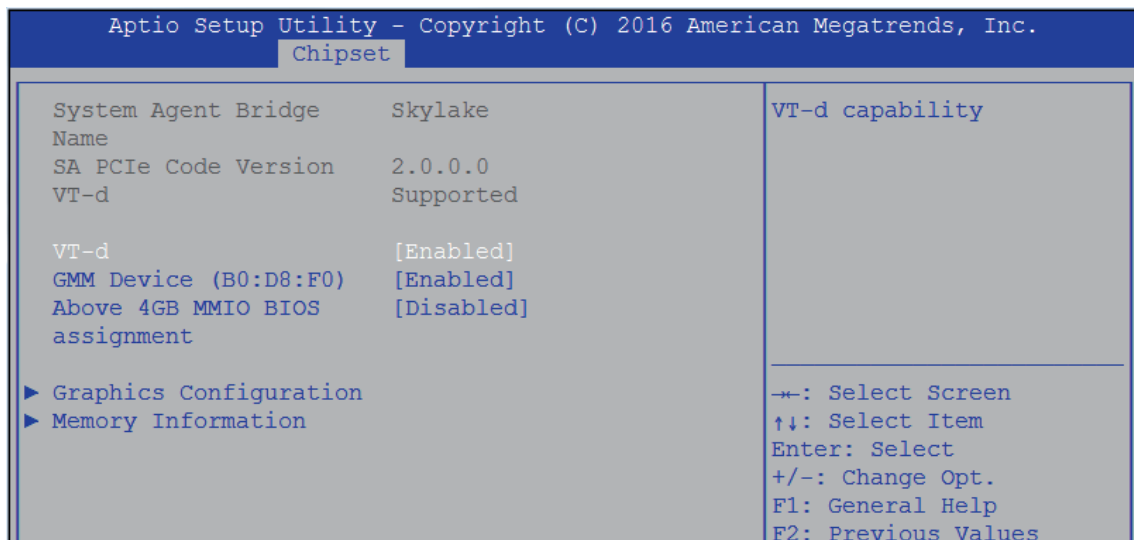 Aptio Setup Utility - Copyright (C) 2016 American Megatrends, Inc.
Chipset
System Agent Bridge Skylake
Name
SA PCIe Code Version 2.0.0.0
VT-d Supported
VT-d [Enabled]
GMM Device (B0:D8:F0) [Enabled]
Above 4GB MMIO BIOS [Disabled]
assignment
► Graphics Configuration
► Memory Information
VT-d capability
→←: Select Screen
↑↓: Select Item
Enter: Select
+/-: Change Opt.
F1: General Help
F2: Previous Values